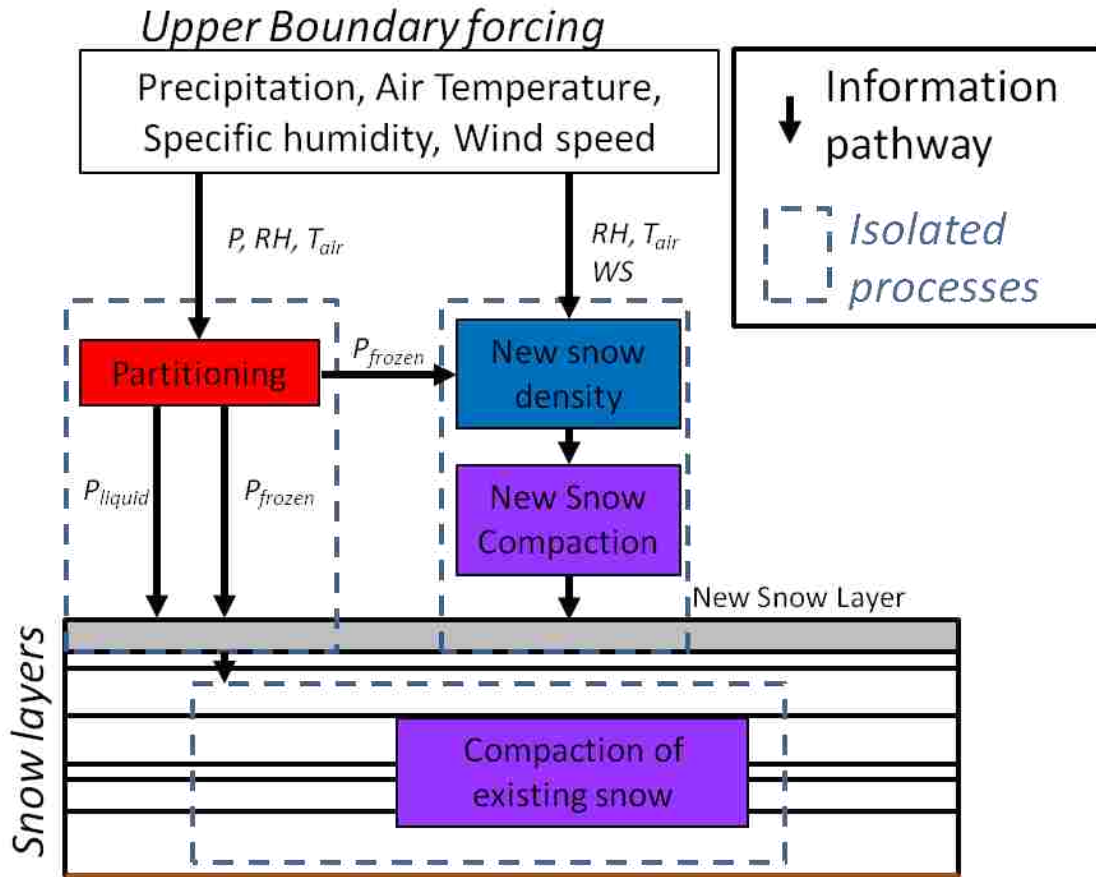 Upper Boundary forcing
Precipitation, Air Temperature,
Specific humidity, Wind speed
Information
pathway
Isolated
processes
P, RH, Tair
RH, Tair
WS
Partitioning
Pfrozen
New snow
density
Pliquid
Pfrozen
New Snow
Compaction
New Snow Layer
Snow layers
Compaction of
existing snow